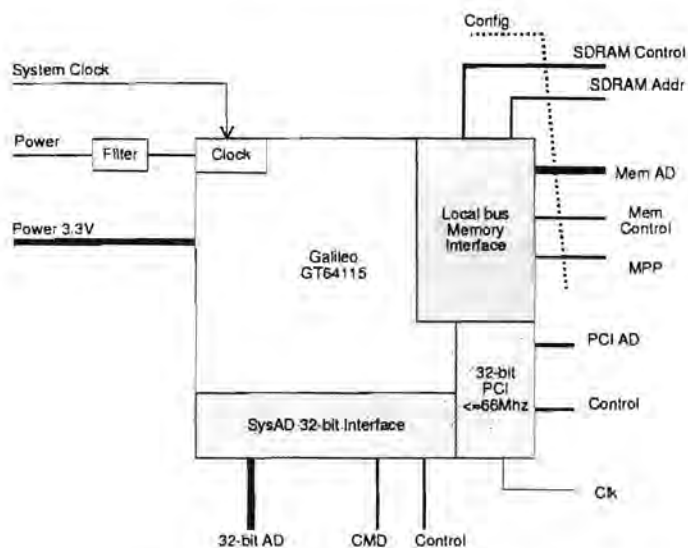 Config
SDRAM Control
System Clock
SDRAM Addr
Power
Filter
Clock
Mem AD
Local bus
Memory
Interface
Mem
Control
Power 3.3V
Galileo
GT64115
MPP
PCI AD
32-bit
PCI
<=66Mhz
Control
SysAD 32-bit Interface
Clk
32-bit AD
CMD
Control